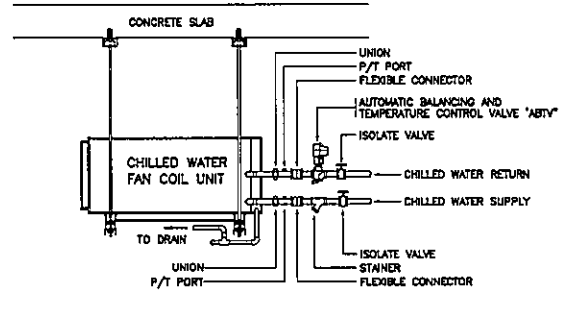 CONCRETE SLAB
UNION
P/T PORT
FLEXIBLE CONNECTOR
AUTOMATIC BALANCING AND
TEMPERATURE CONTROL VALVE "ABTV"
ISOLATE VALVE
CHILLED WATER
FAN COIL UNIT
CHILLED WATER RETURN
CHILLED WATER SUPPLY
TO DRAIN
ISOLATE VALVE
UNION
STAINER
P/T PORT
FLEXIBLE CONNECTOR